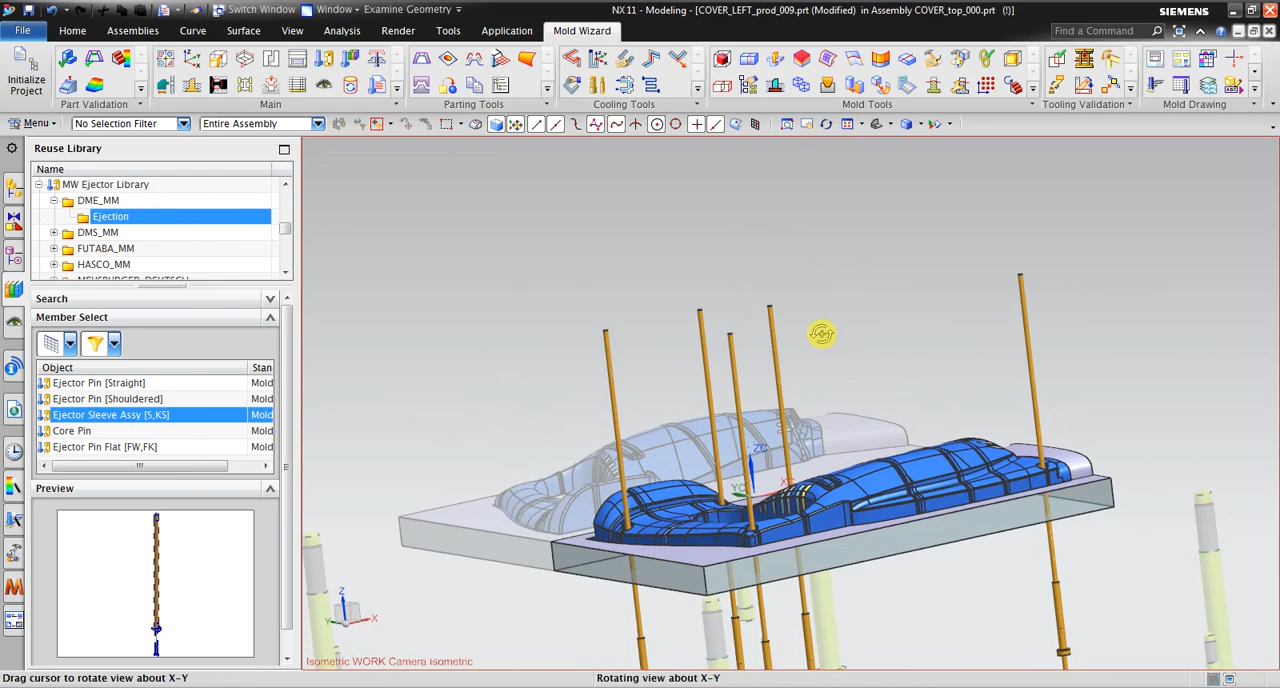 Switch Window Window Examine Geometry NX 11 - Modeling - [COVER_LEFT_prod_009.prt (Modified) in Assembly COVER_top_000.prt (!)] SIEMENS
File Home Assemblies Curve Surface View Analysis Render Tools Application Mold Wizard Find a Command
Initialize Project
Part Validation Main Parting Tools Cooling Tools Mold Tools Tooling Validation Mold Drawing
Menu No Selection Filter Entire Assembly
Reuse Library
Name
MW Ejector Library
DME_MM
Ejection
DMS_MM
FUTABA_MM
HASCO_MM
Search
Member Select
Object Stan
Ejector Pin [Straight] Mold
Ejector Pin [Shouldered] Mold
Ejector Sleeve Assy [S,KS] Mold
Core Pin Mold
Ejector Pin Flat [FW,FK] Mold
Preview
ZC
YC XC
Z
Y X
Isometric WORK Camera Isometric
Drag cursor to rotate view about X-Y Rotating view about X-Y